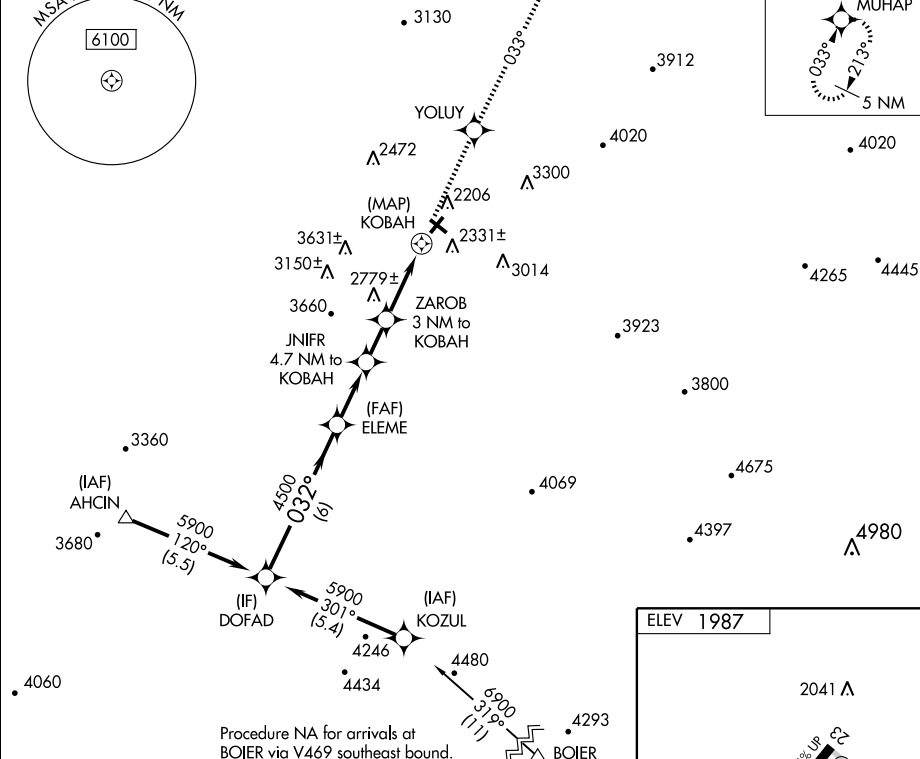 MSA
NM
6100
3130
033°
3912
MUHAP
033°
213°
5 NM
YOLUY
2472
4020
4020
3300
2206
(MAP)
KOBAH
3631±
2331±
3150±
3014
4265
4445
2779±
3660
ZAROB
3 NM to
KOBAH
3923
JNIFR
4.7 NM to
KOBAH
3800
(FAF)
ELEME
3360
4675
(IAF)
AHCIN
4500
032°
(6)
4069
5900
120°
(5.5)
3680
4397
4980
(IF)
DOFAD
5900
301°
(5.4)
(IAF)
KOZUL
ELEV 1987
4246
4480
4060
4434
2041
6900
319°
(11)
4293
Procedure NA for arrivals at
BOIER via V469 southeast bound.
BOIER
% UP
23